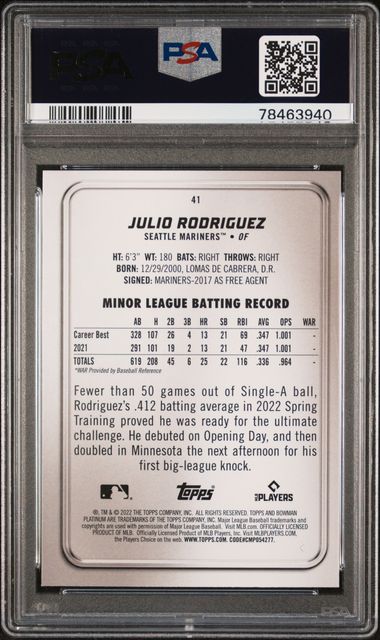 PSA
PSA
78463940
41
JULIO RODRIGUEZ
SEATTLE MARINERS™ • OF
HT: 6'3" WT: 180 BATS: RIGHT THROWS: RIGHT
BORN: 12/29/2000, LOMAS DE CABRERA, D.R.
SIGNED: MARINERS-2017 AS FREE AGENT
MINOR LEAGUE BATTING RECORD
AB H 2B 3B HR SB RBI AVG OPS WAR
Career Best 328 107 26 4 13 21 69 .347 1.001 -
2021 291 101 19 2 13 21 47 .347 1.001 -
TOTALS 619 208 45 6 25 22 116 .336 .964 -
*WAR Provided by Baseball Reference
Fewer than 50 games out of Single-A ball,
Rodriguez's .412 batting average in 2022 Spring
Training proved he was ready for the ultimate
challenge. He debuted on Opening Day, and then
doubled in Minnesota the next afternoon for his
first big-league knock.
Topps
PLAYERS
®, TM & © 2022 THE TOPPS COMPANY, INC. ALL RIGHTS RESERVED. TOPPS AND BOWMAN
PLATINUM ARE TRADEMARKS OF THE TOPPS COMPANY, INC. Major League Baseball trademarks and
copyrights are used with permission of Major League Baseball. Visit MLB.com. OFFICIALLY LICENSED
PRODUCT OF MLB. Officially Licensed Product of MLB Players, Inc. Visit MLBPLAYERS.com,
the Players Choice on the web. WWW.TOPPS.COM. CODE#CMP054277.